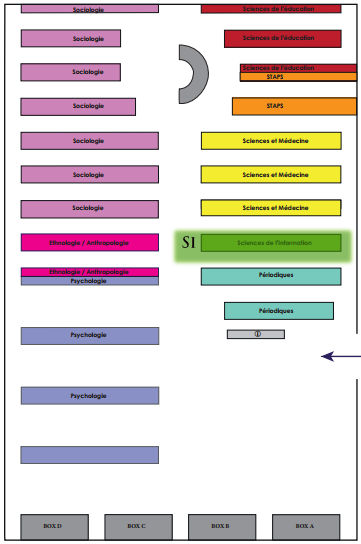 Sociologie
Sciences de l'éducation
Sociologie
Sciences de l'éducation
Sociologie
Sciences de l'éducation
STAPS
Sociologie
STAPS
Sociologie
Sciences et Médecine
Sociologie
Sciences et Médecine
Sociologie
Sciences et Médecine
Ethnologie / Anthropologie
SI
Sciences de l'information
Ethnologie / Anthropologie
Psychologie
Périodiques
Périodiques
Psychologie
Psychologie
BOX D
BOX C
BOX B
BOX A